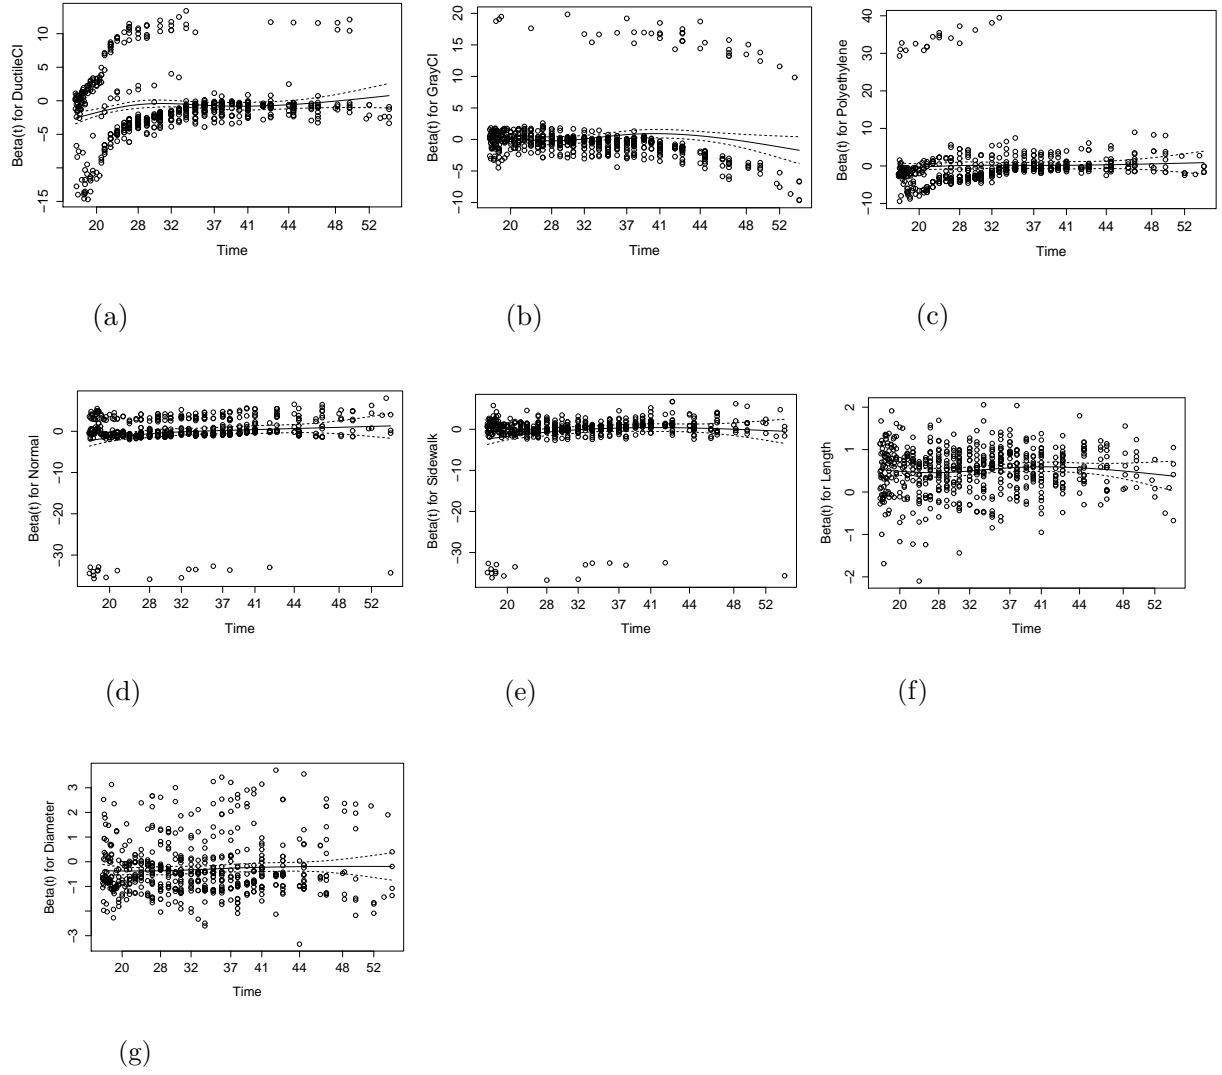 Beta(t) for DuctileCI
10
5
0
−5
−15
20 28 32 37 41 44 48 52
Time
(a)
Beta(t) for GrayCI
20
15
10
5
0
−5
−10
20 28 32 37 41 44 48 52
Time
(b)
Beta(t) for Polyethylene
40
30
20
10
0
−10
20 28 32 37 41 44 48 52
Time
(c)
Beta(t) for Normal
0
−10
−20
−30
20 28 32 37 41 44 48 52
Time
(d)
Beta(t) for Sidewalk
0
−10
−20
−30
20 28 32 37 41 44 48 52
Time
(e)
Beta(t) for Length
2
1
0
−1
−2
20 28 32 37 41 44 48 52
Time
(f)
Beta(t) for Diameter
3
2
1
0
−1
−3
20 28 32 37 41 44 48 52
Time
(g)